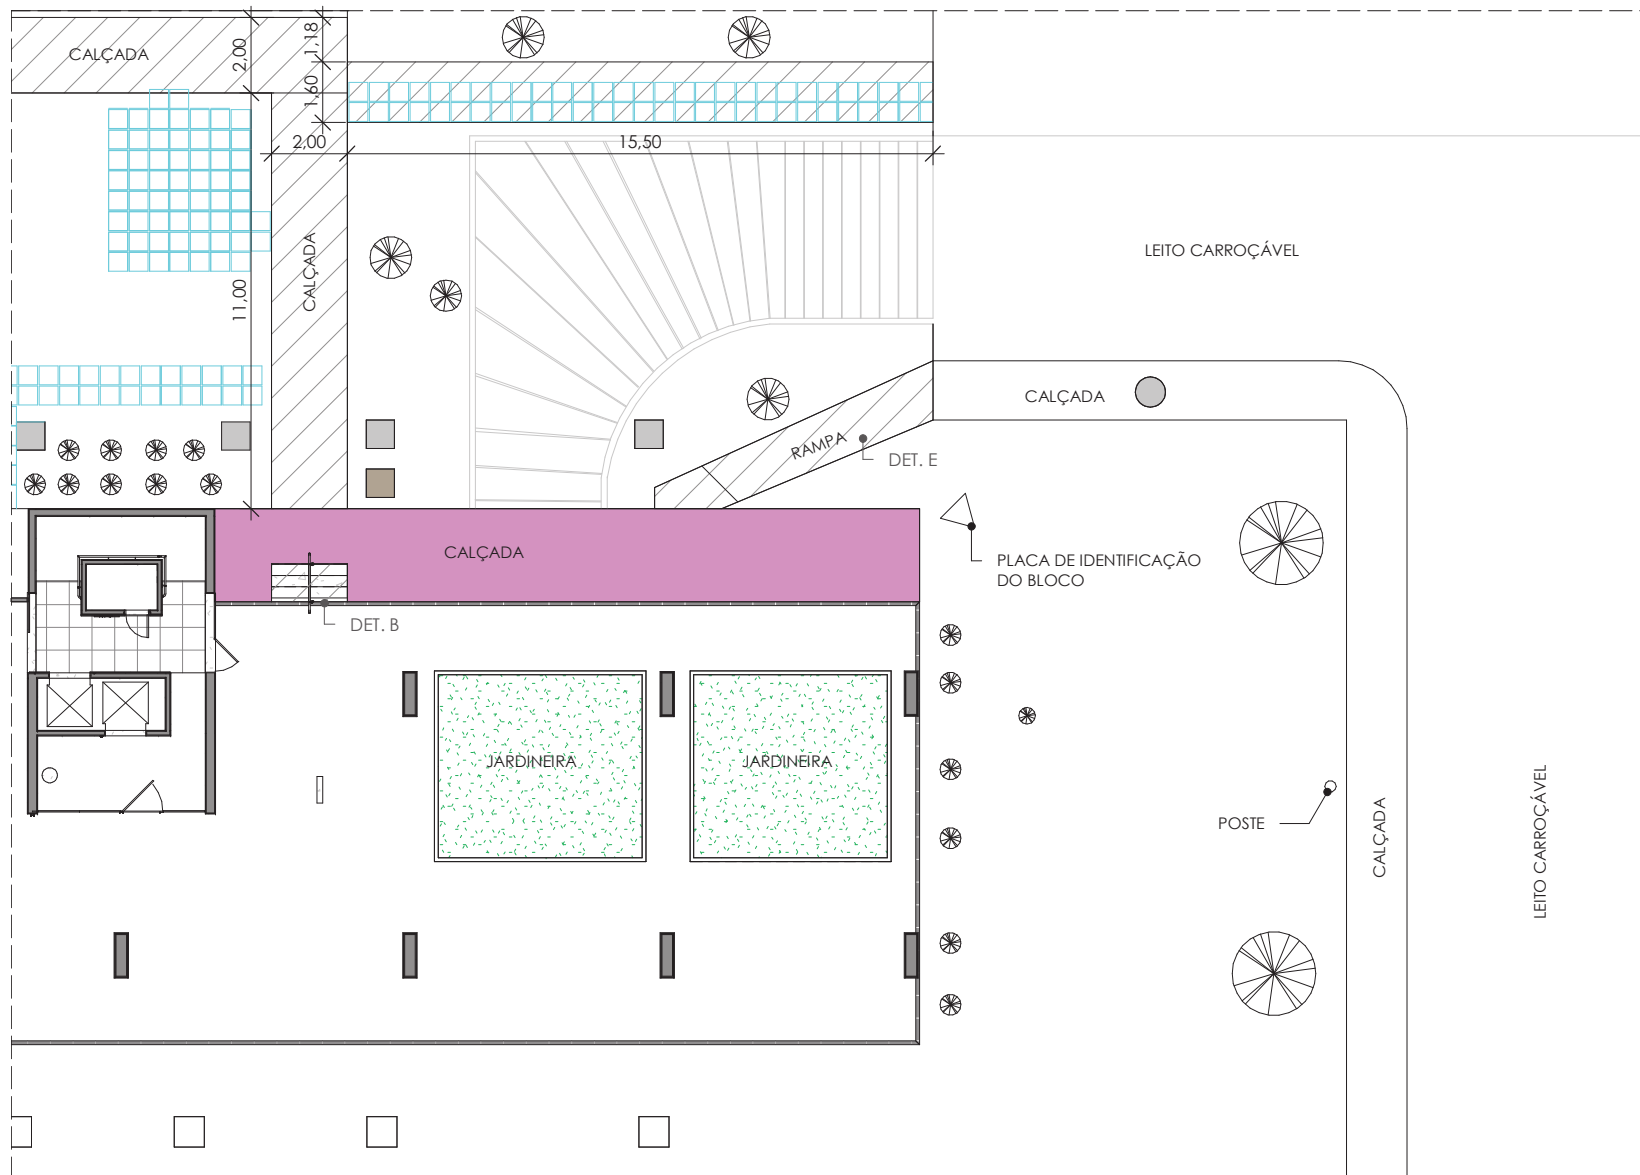 CALÇADA
2,00
1,18
1,60
2,00
15,50
CALÇADA
11,00
LEITO CARROÇÁVEL
CALÇADA
RAMPA
DET. E
CALÇADA
PLACA DE IDENTIFICAÇÃO
DO BLOCO
DET. B
JARDINEIRA
JARDINEIRA
POSTE
CALÇADA
LEITO CARROÇÁVEL